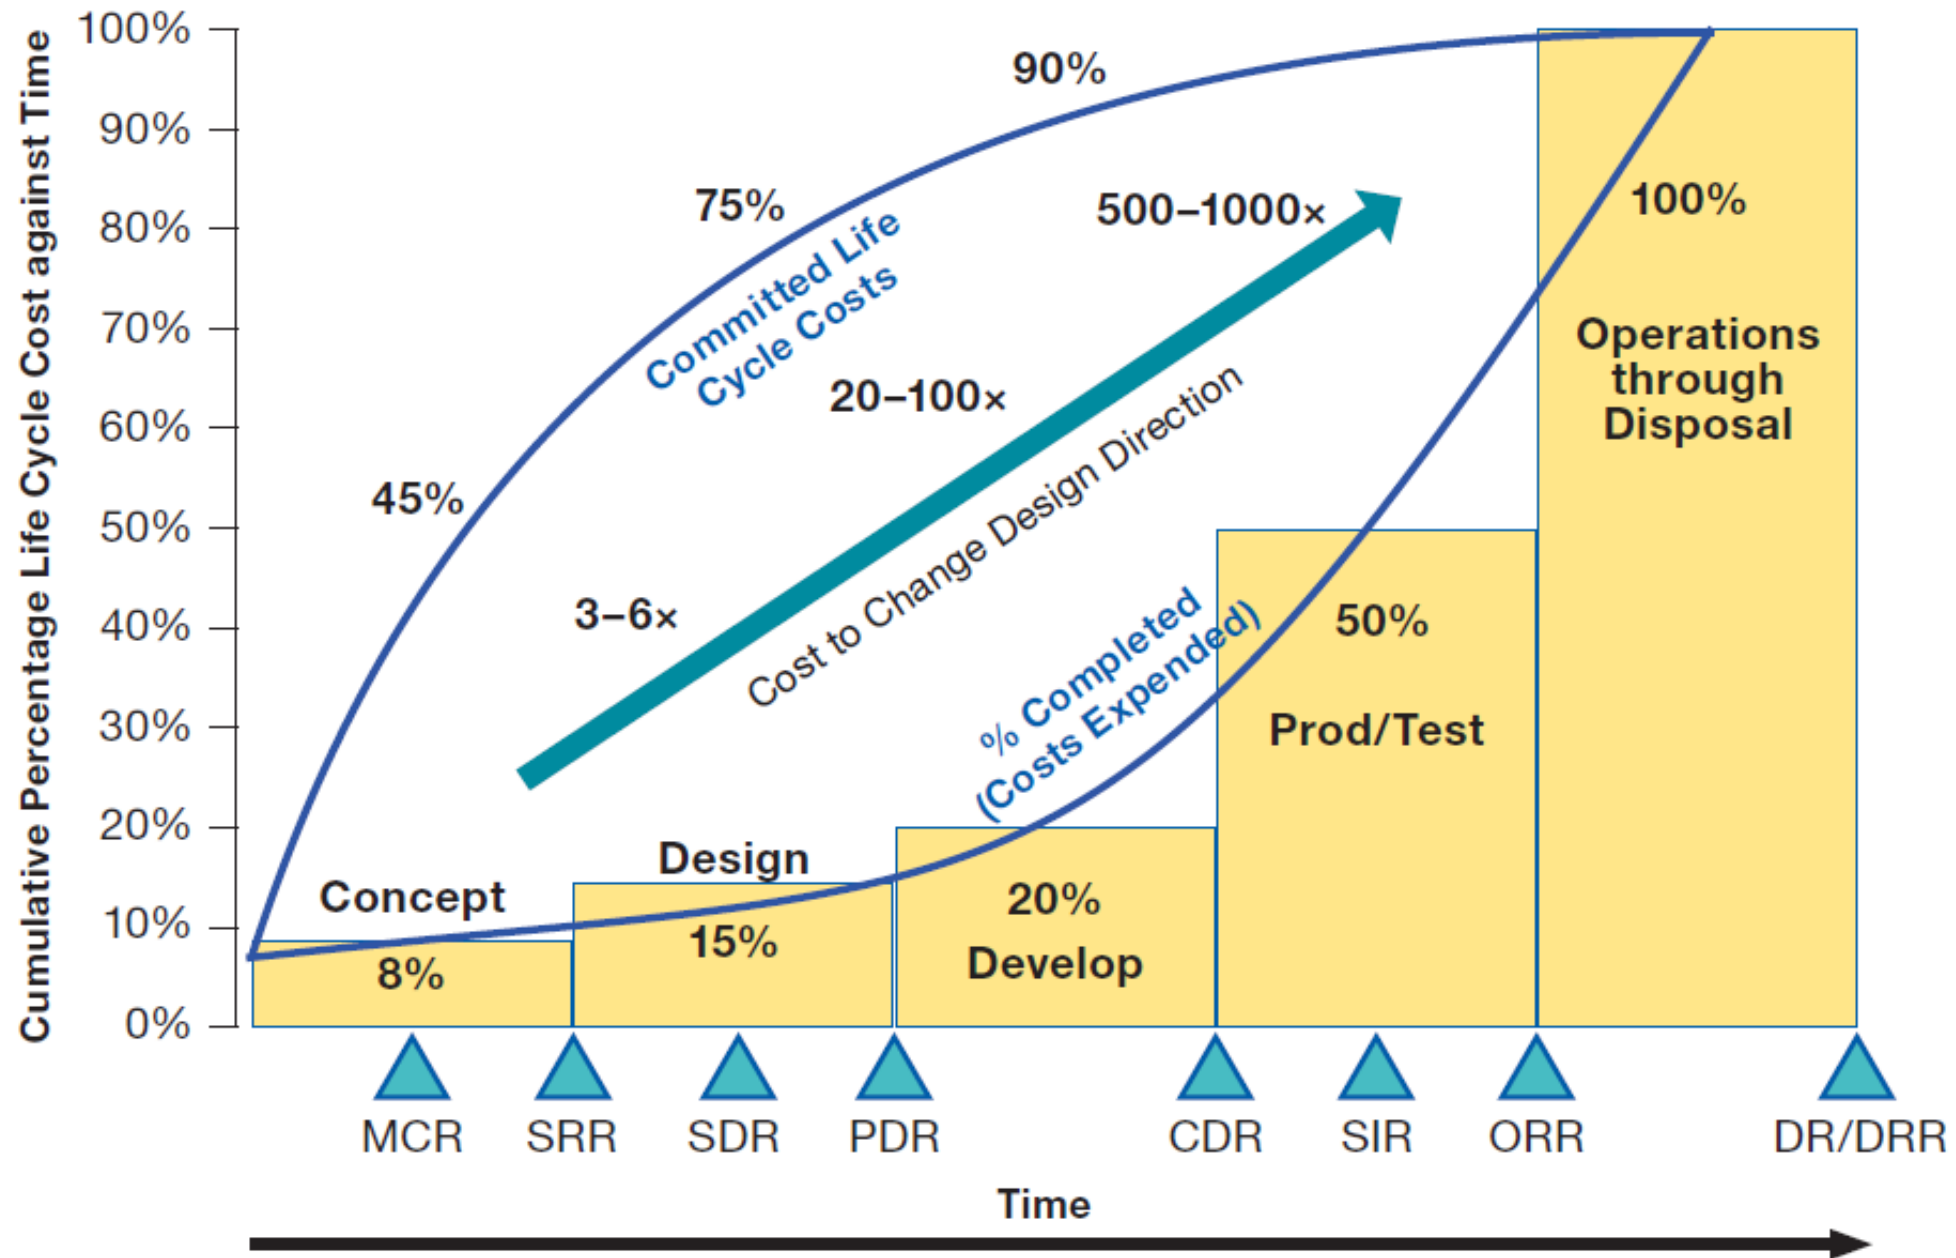 Cumulative Percentage Life Cycle Cost against Time
100%
90%
80%
70%
60%
50%
40%
30%
20%
10%
0%
45%
75%
90%
Committed Life
Cycle Costs
3–6×
20–100×
500–1000×
Cost to Change Design Direction
% Completed
(Costs Expended)
Concept
8%
Design
15%
20%
Develop
50%
Prod/Test
100%
Operations
through
Disposal
MCR
SRR
SDR
PDR
CDR
SIR
ORR
DR/DRR
Time